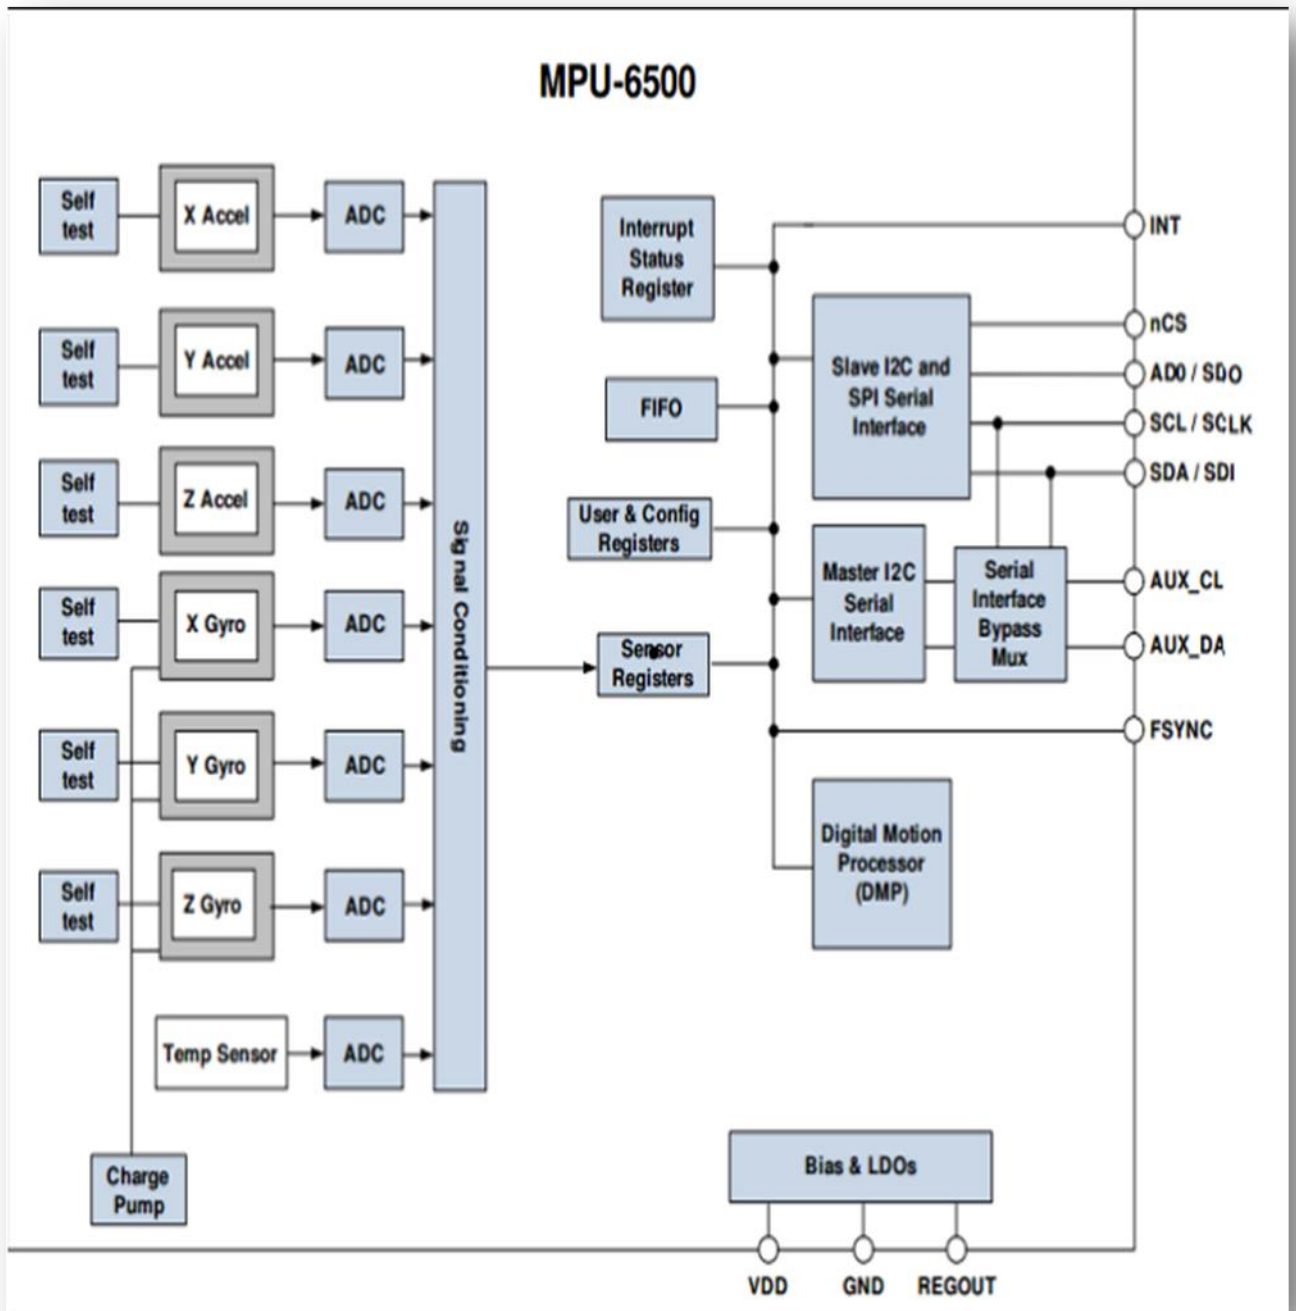 MPU-6500
Self
test
X Accel
ADC
Self
test
Y Accel
ADC
Self
test
Z Accel
ADC
Self
test
X Gyro
ADC
Self
test
Y Gyro
ADC
Self
test
Z Gyro
ADC
Temp Sensor
ADC
Charge
Pump
Signal Conditioning
Interrupt
Status
Register
FIFO
User & Config
Registers
Sensor
Registers
Slave I2C and
SPI Serial
Interface
Master I2C
Serial
Interface
Serial
Interface
Bypass
Mux
Digital Motion
Processor
(DMP)
INT
nCS
AD0 / SDO
SCL / SCLK
SDA / SDI
AUX_CL
AUX_DA
FSYNC
Bias & LDOs
VDD
GND
REGOUT